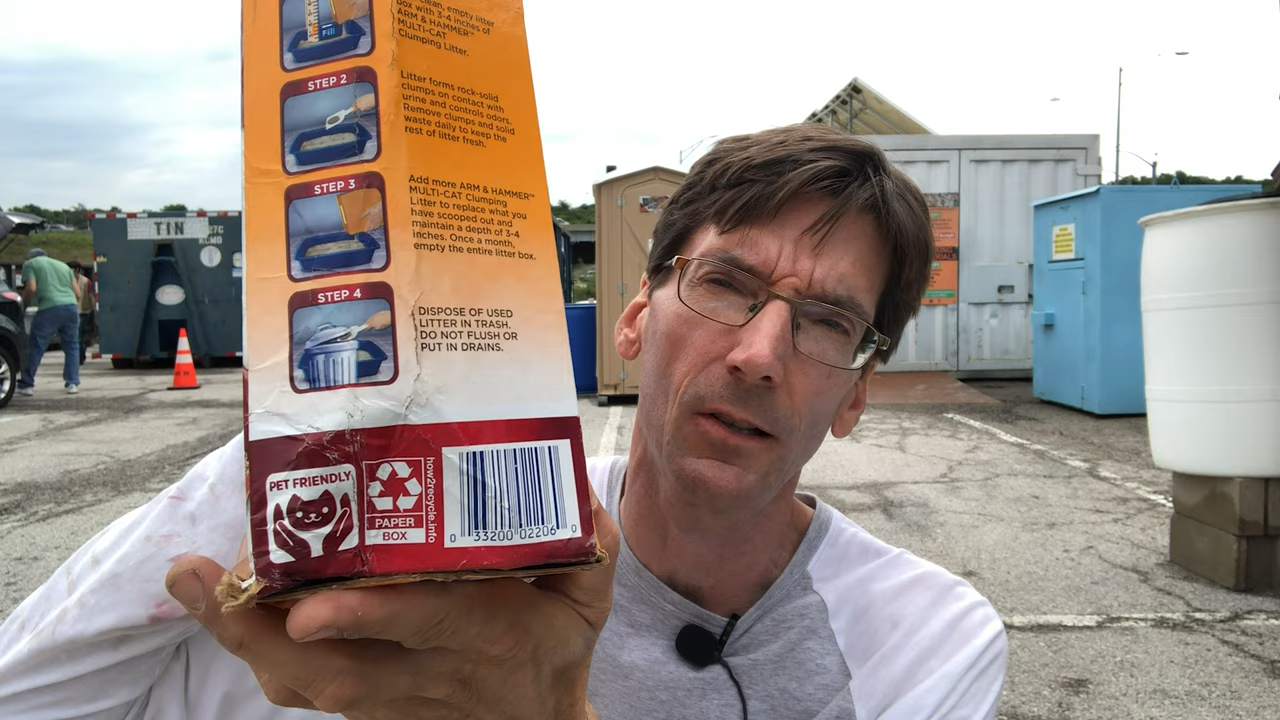 clean, empty litter
box with 3-4 inches of
ARM & HAMMER™
MULTI-CAT
Clumping Litter.
Fill
STEP 2
Litter forms rock-solid
clumps on contact with
urine and controls odors.
Remove clumps and solid
waste daily to keep the
rest of litter fresh.
STEP 3
Add more ARM & HAMMER™
MULTI-CAT Clumping
Litter to replace what you
have scooped out and
maintain a depth of 3-4
inches. Once a month,
empty the entire litter box.
STEP 4
DISPOSE OF USED
LITTER IN TRASH.
DO NOT FLUSH OR
PUT IN DRAINS.
PET FRIENDLY
PAPER
BOX
how2recycle.info
0 33200 02206 0
TIN